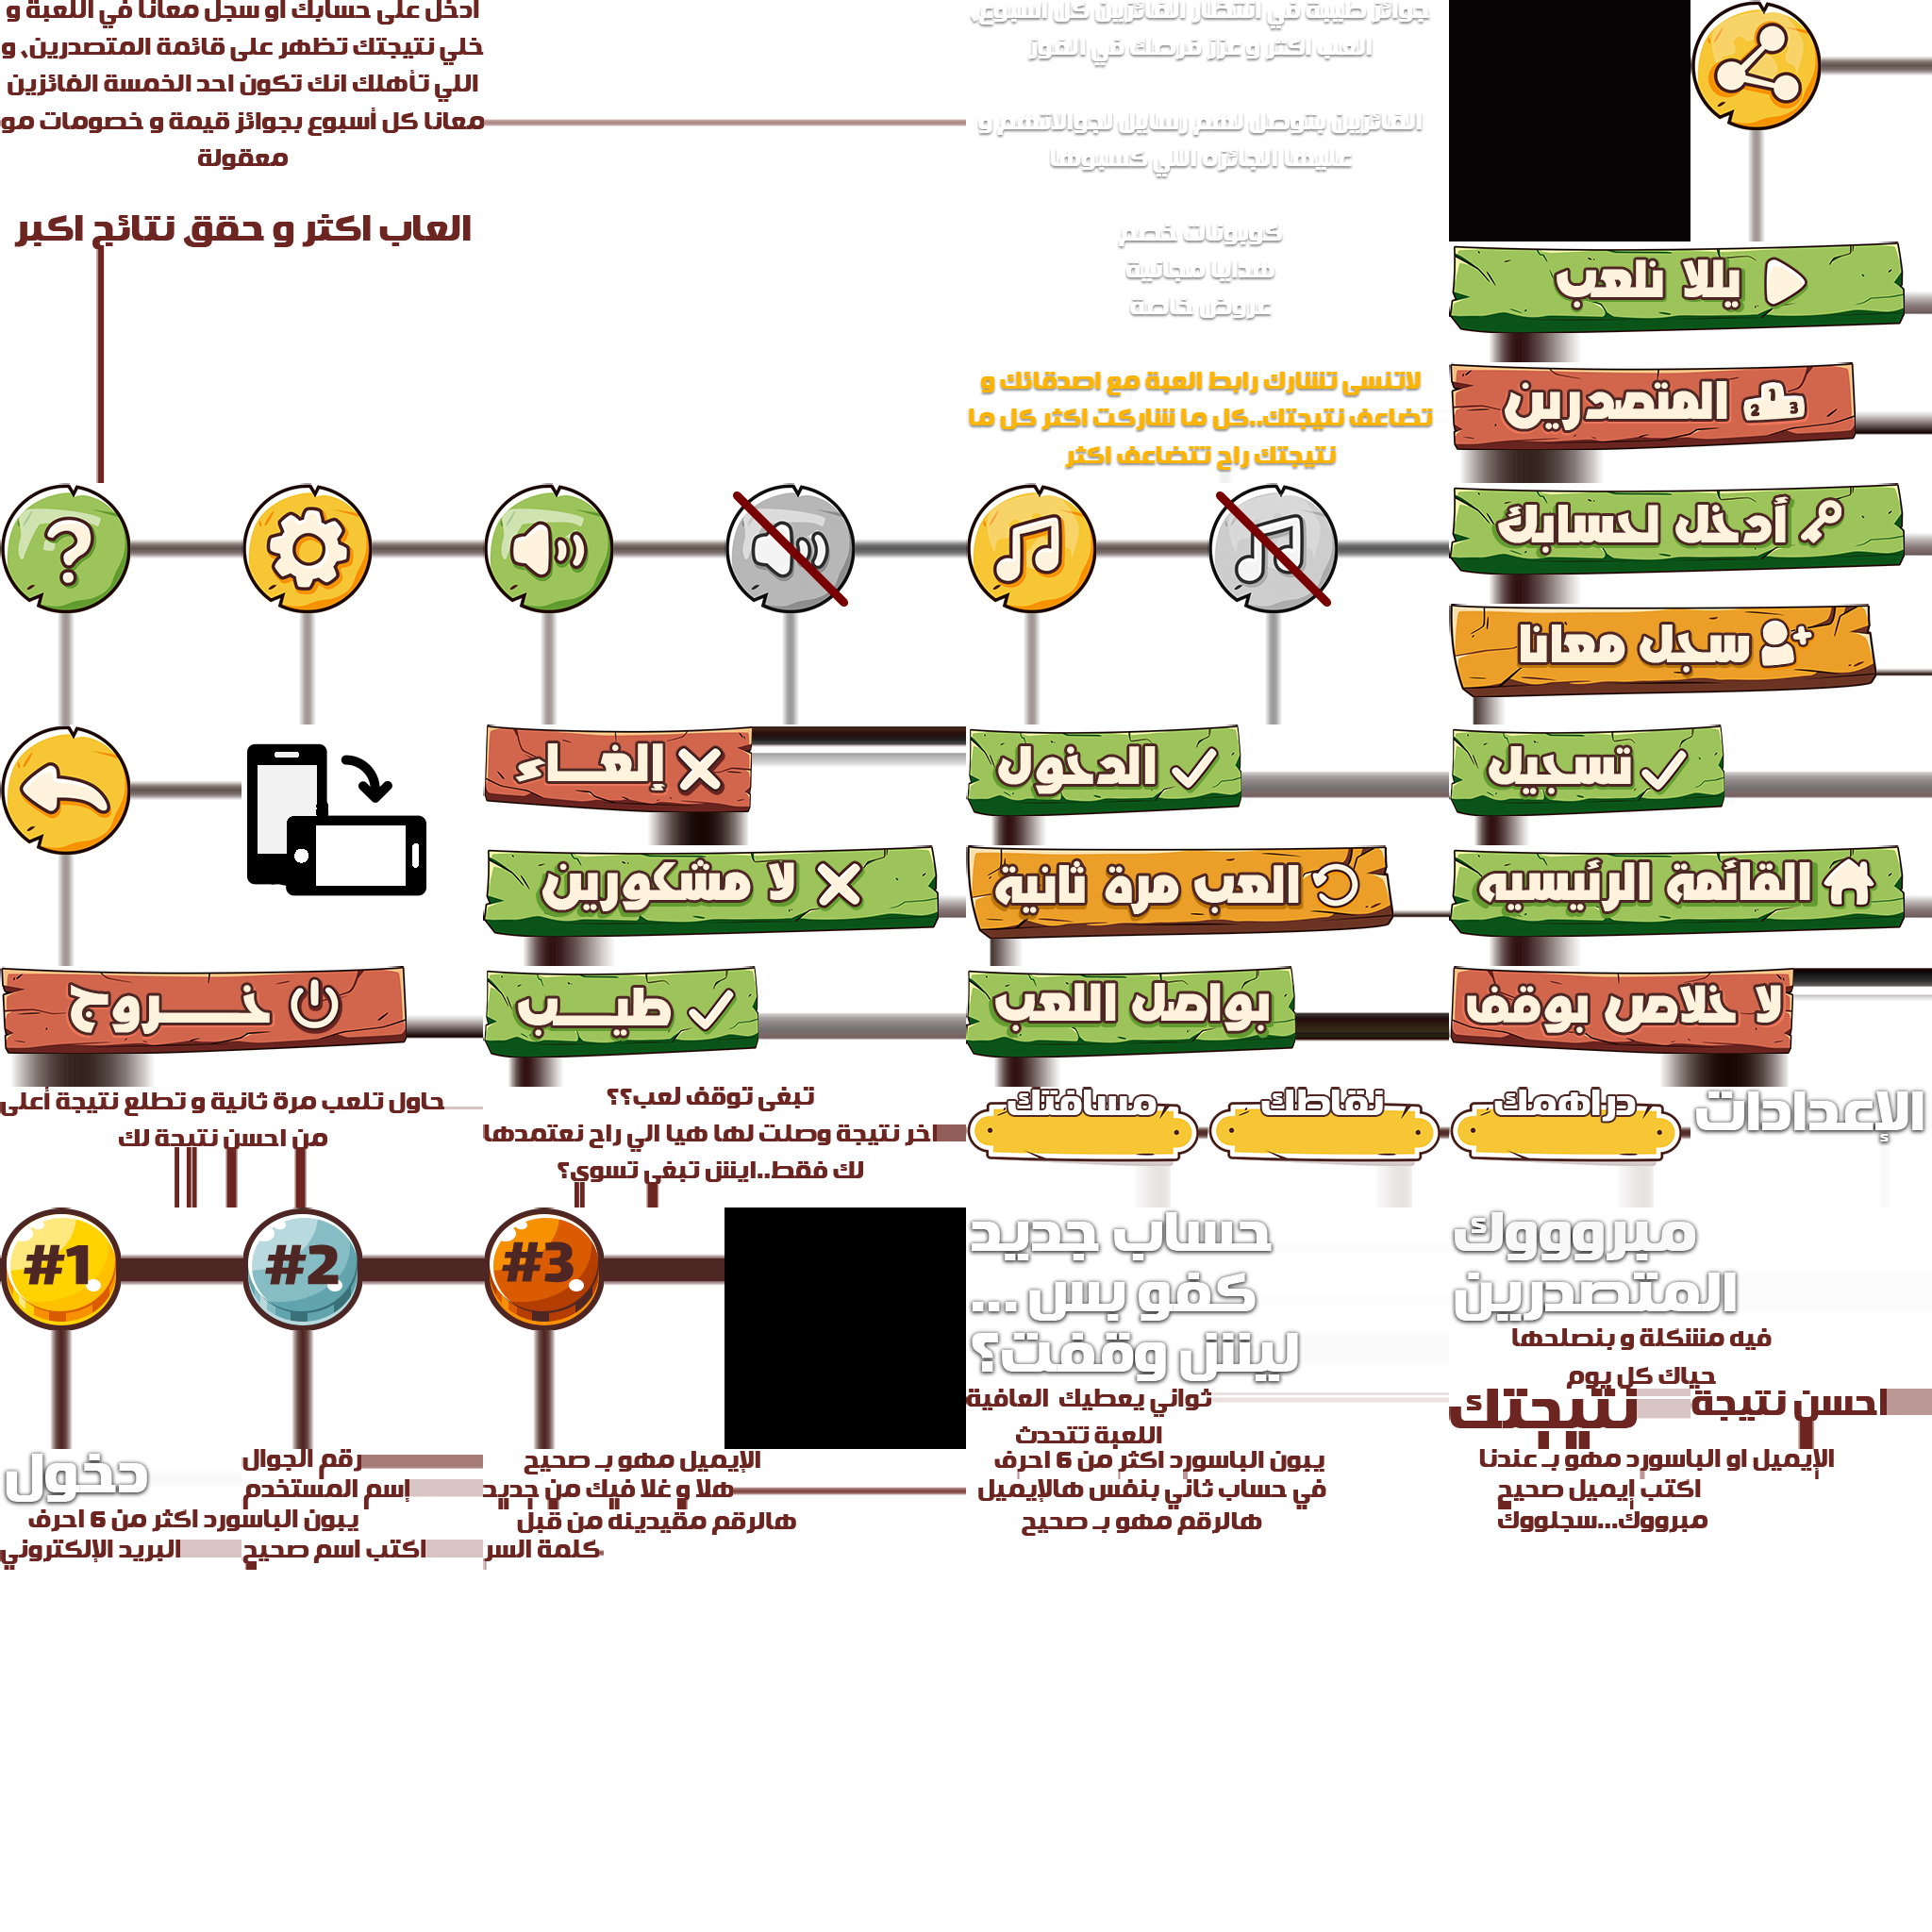 ادخل على حسابك او سجل معانا في اللعبة و
خلي نتيجتك تظهر على قائمة المتصدرين، و
اللي تأهلك انك تكون احد الخمسة الفائزين
معانا كل أسبوع بجوائز قيمة و خصومات مو
معقولة
العاب اكثر و حقق نتائج اكبر
جوائز طيبة في انتظار الفائزين كل اسبوع،
العب اكثر و عزز فرصك في الفوز
الفائزين بتوصل لهم رسايل لجوالاتهم و
عليها الجائزه اللي كسبوها
كوبونات خصم
هدايا مجانية
عروض خاصة
لاتنسى تشارك رابط العبة مع اصدقائك و
تضاعف نتيجتك..كل ما شاركت اكثر كل ما
نتيجتك راح تتضاعف اكثر
يللا نلعب
المتصدرين
1
2 3
أدخل لحسابك
سجل معانا
إلغـــاء
الدخول
تسجيل
لا مشكورين
العب مرة ثانية
القائمة الرئيسيه
خــــروج
طيـــب
بواصل اللعب
لا خلاص بوقف
حاول تلعب مرة ثانية و تطلع نتيجة أعلى
من احسن نتيجة لك
تبغى توقف لعب؟؟
اخر نتيجة وصلت لها هيا الي راح نعتمدها
لك فقط..ايش تبغى تسوي؟
مسافتك
نقاطك
دراهمك
الإعدادات
#1
#2
#3
حساب جديد
كفو بس ...
ليش وقفت؟
مبروووك
المتصدرين
فيه مشكلة و بنصلحها
حياك كل يوم
ثواني يعطيك العافية
اللعبة تتحدث
نتيجتك
احسن نتيجة
دخول
رقم الجوال
إسم المستخدم
يبون الباسورد اكثر من 6 احرف
البريد الإلكتروني
اكتب اسم صحيح
الإيميل مهو بـ صحيح
هلا و غلا فيك من جديد
هالرقم مقيدينه من قبل
كلمة السر
يبون الباسورد اكثر من 6 احرف
في حساب ثاني بنفس هالإيميل
هالرقم مهو بـ صحيح
الإيميل او الباسورد مهو بـ عندنا
اكتب إيميل صحيح
مبرووك...سجلووك